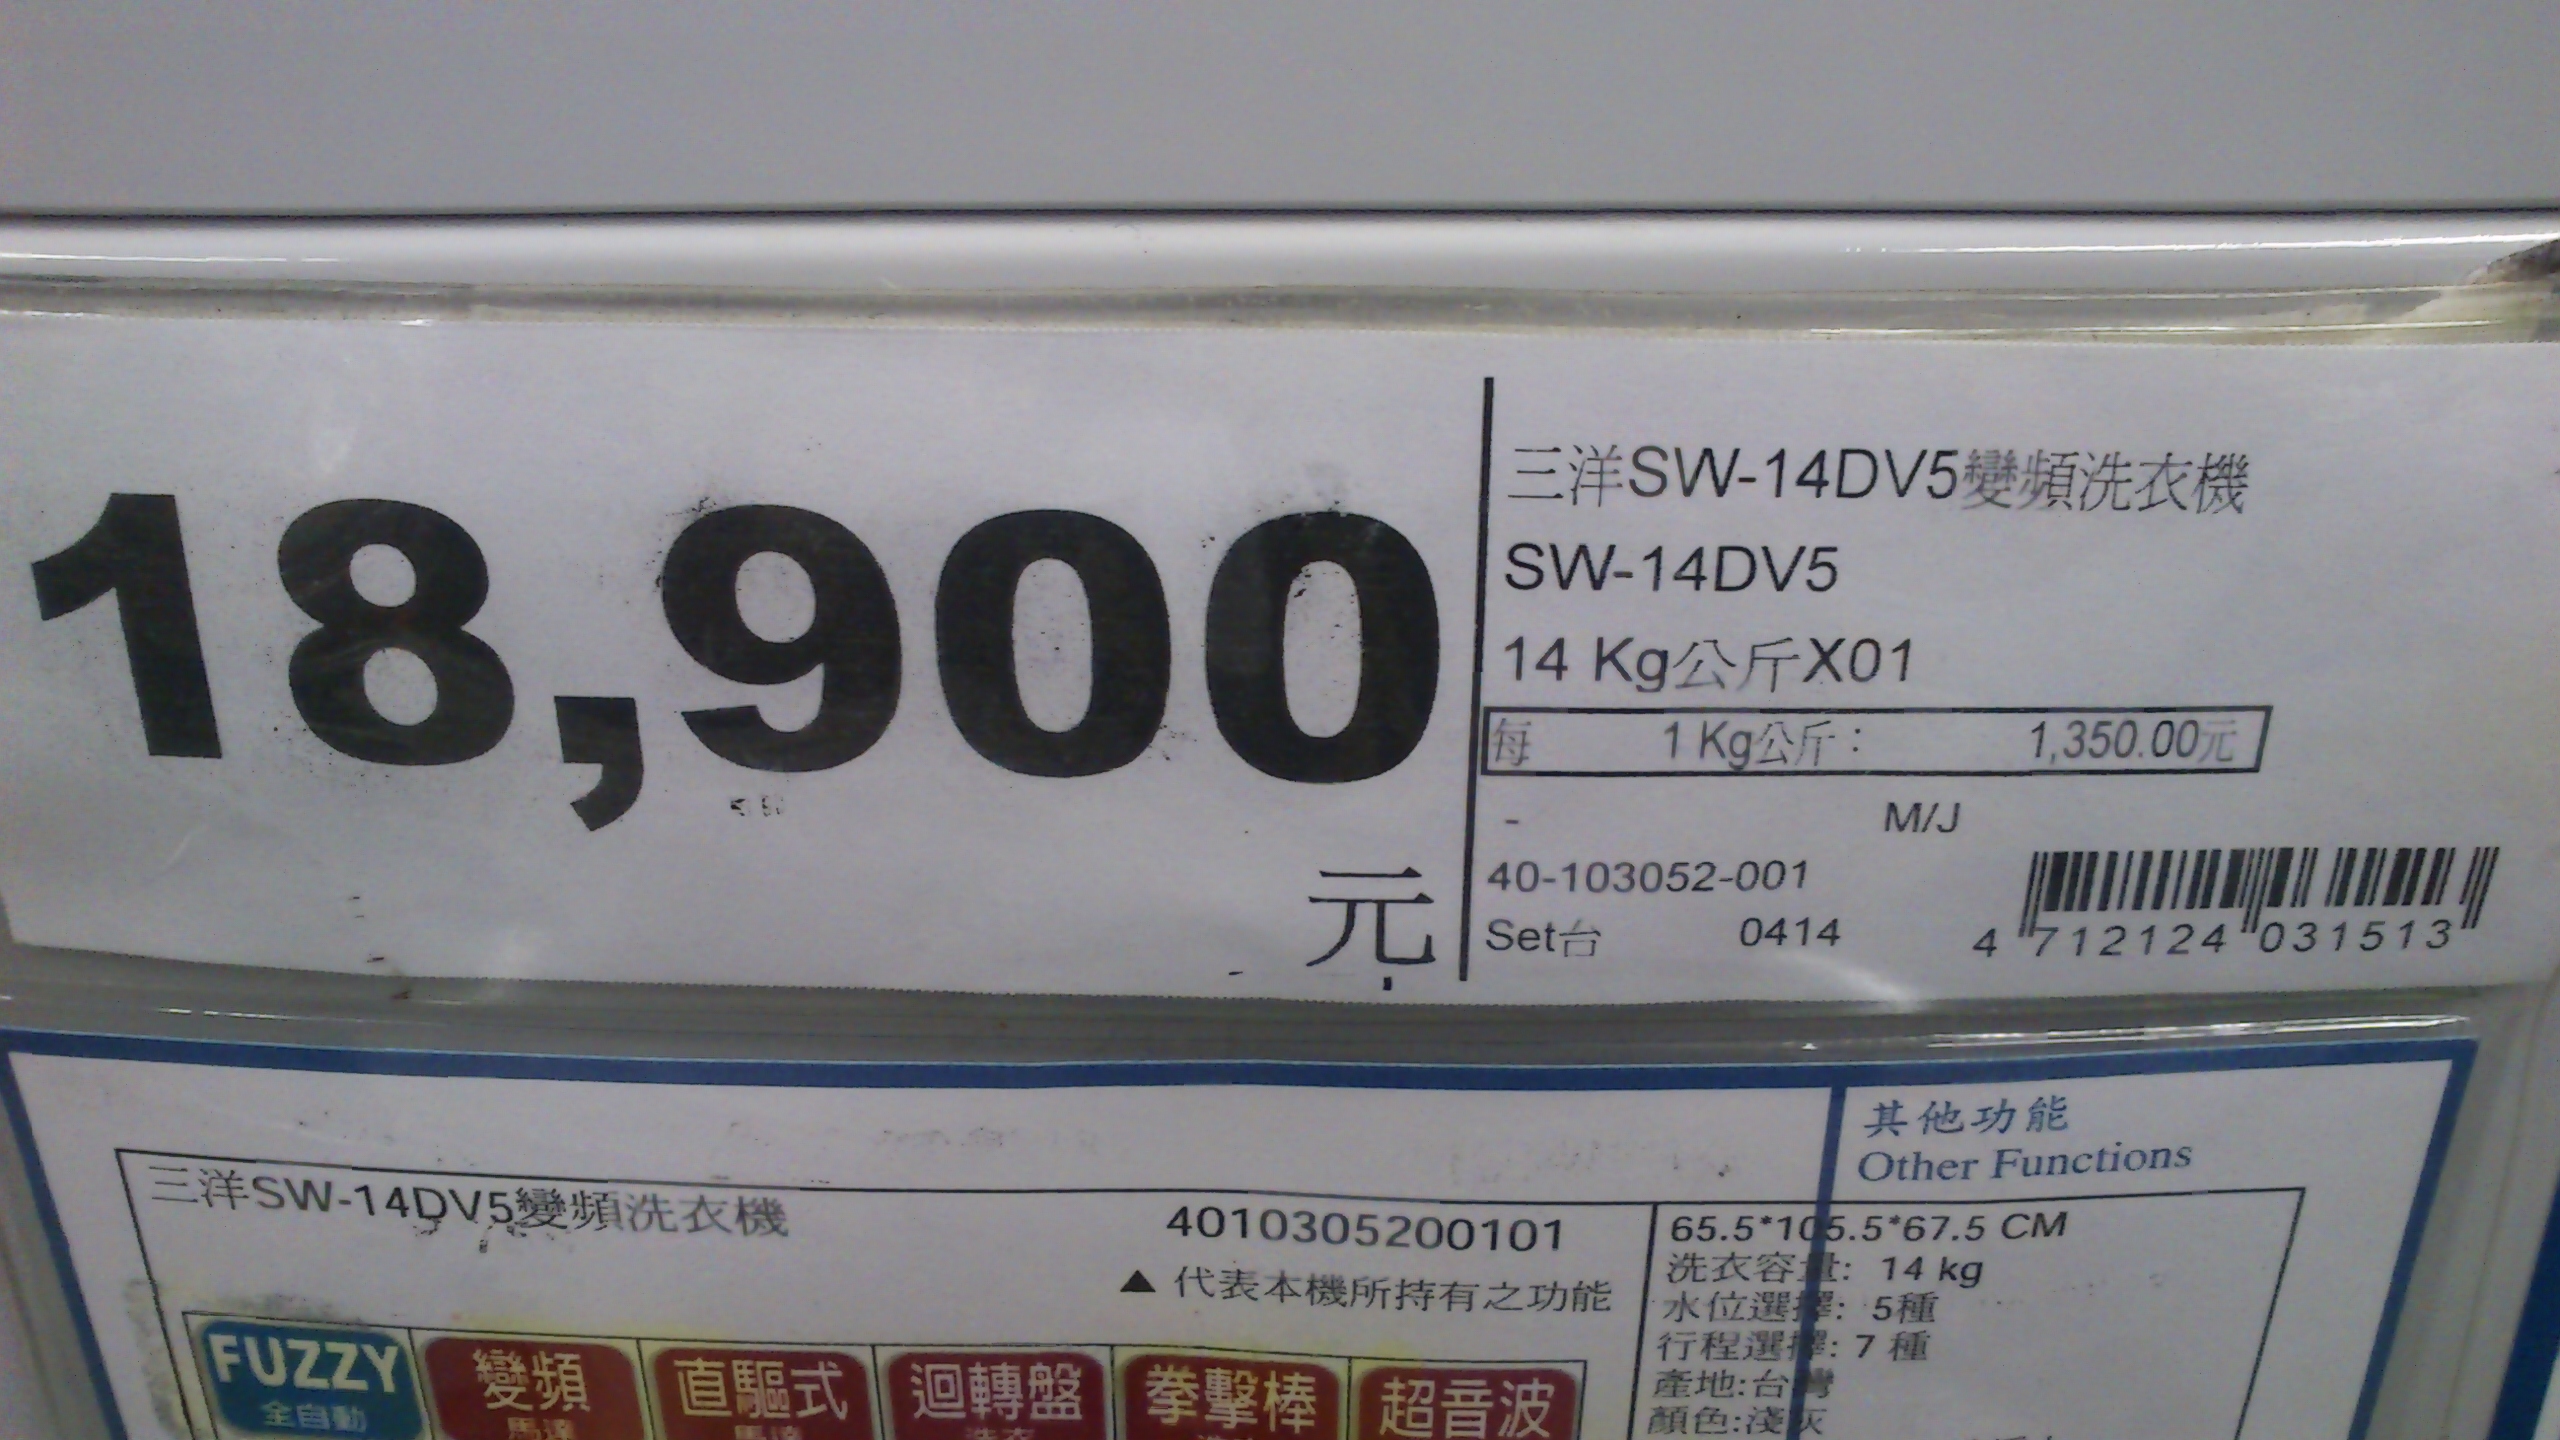 18,900
元
三洋SW-14DV5變頻洗衣機
SW-14DV5
14 Kg公斤X01
每 1 Kg公斤： 1,350.00元
- M/J
40-103052-001
Set台 0414
4 712124 031513
三洋SW-14DV5變頻洗衣機 4010305200101
▲ 代表本機所持有之功能
FUZZY
全自動
變頻
馬達
直驅式
馬達
迴轉盤
拳擊棒
超音波
其他功能
Other Functions
65.5*105.5*67.5 CM
洗衣容量: 14 kg
水位選擇: 5種
行程選擇: 7 種
產地:台灣
顏色:淺灰